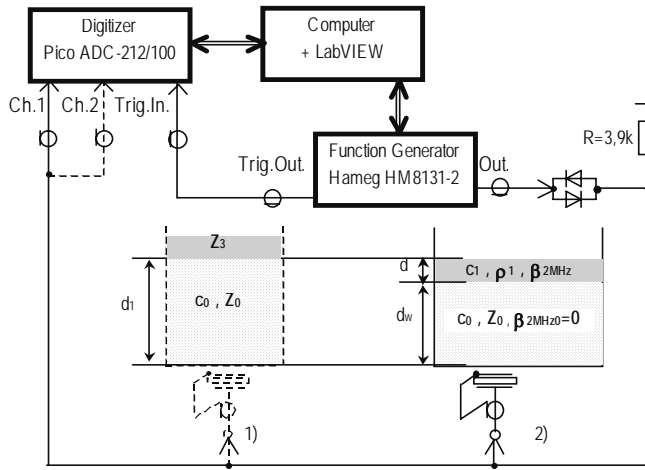 Digitizer
Pico ADC-212/100
Computer
+ LabVIEW
Ch.1
Ch.2
Trig.In.
Trig.Out.
Function Generator
Hameg HM8131-2
Out.
R=3,9k
Z3
d1
c0 , Z0
d
c1 , ρ1 , β2MHz
dw
c0 , Z0 , β2MHz0=0
1)
2)